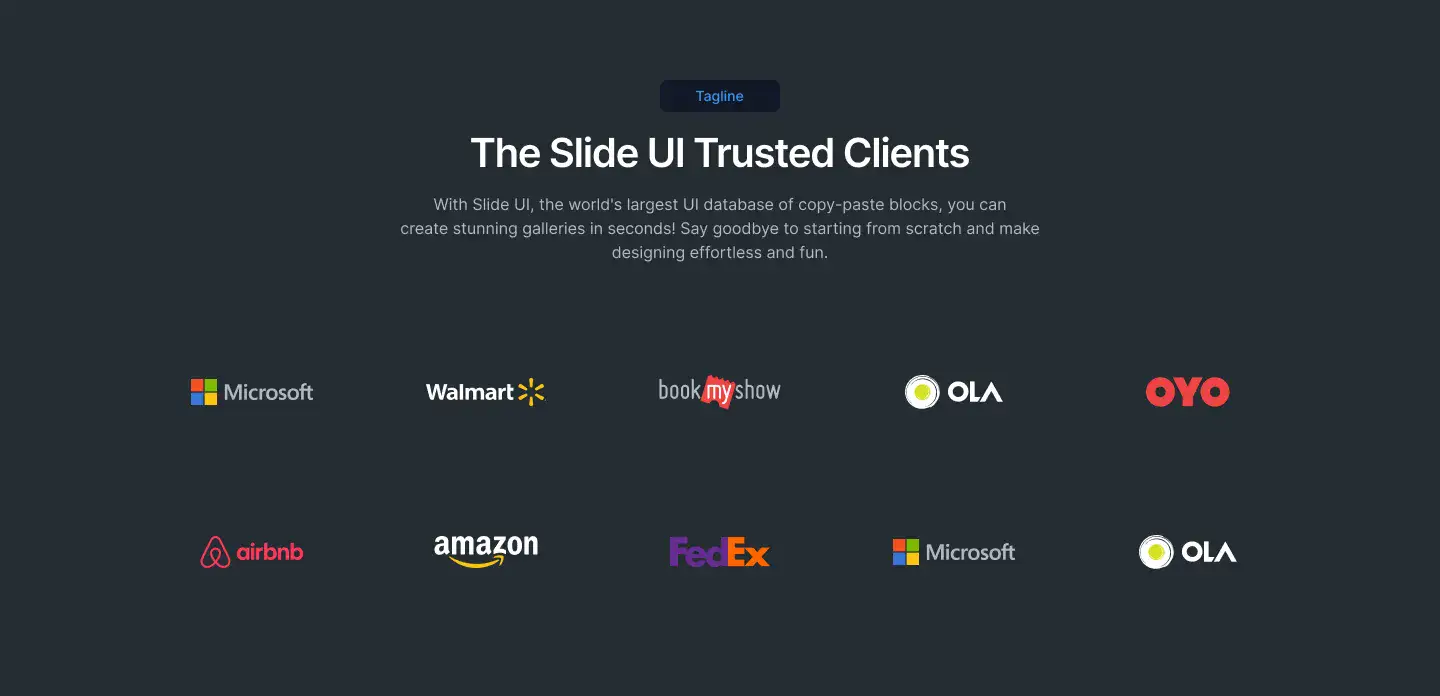 Tagline
The Slide UI Trusted Clients
With Slide UI, the world's largest UI database of copy-paste blocks, you can
create stunning galleries in seconds! Say goodbye to starting from scratch and make
designing effortless and fun.
Microsoft Walmart bookmyshow OLA OYO
airbnb amazon FedEx Microsoft OLA